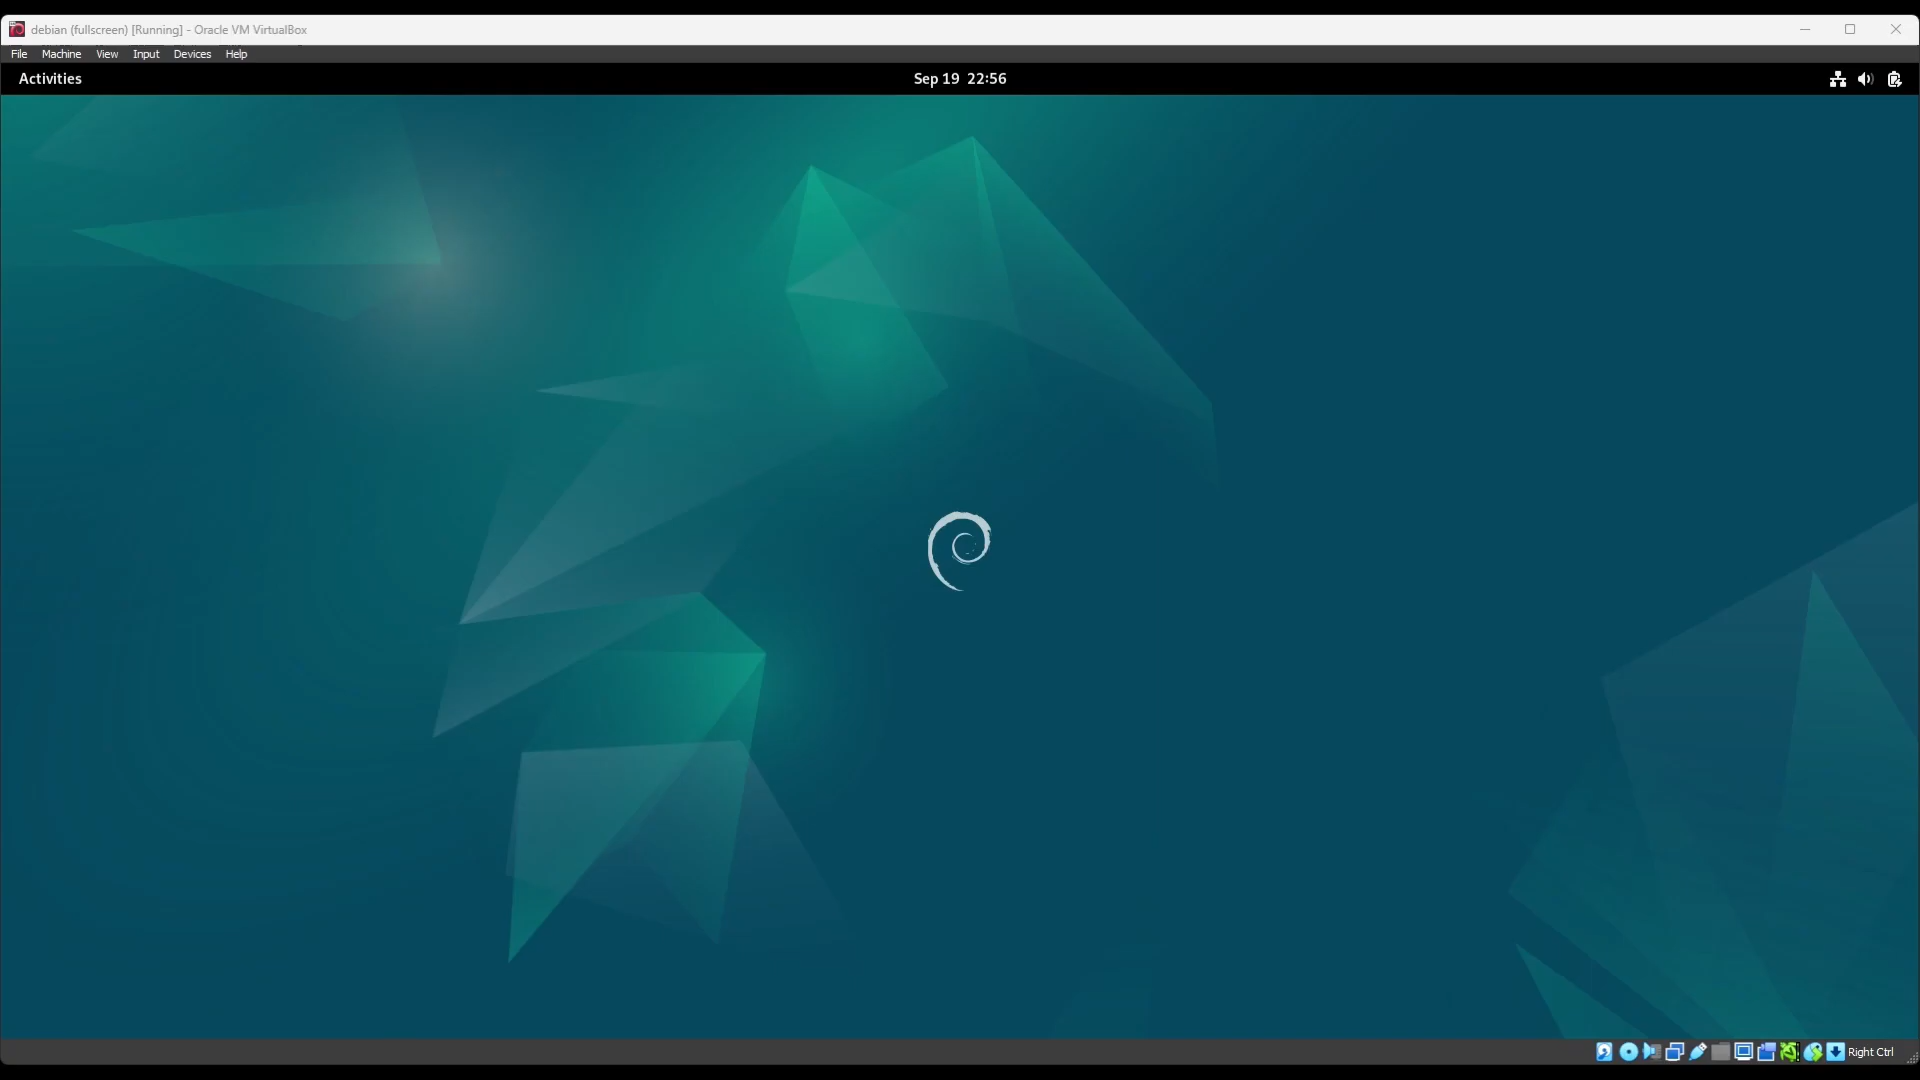 debian (fullscreen) [Running] - Oracle VM VirtualBox
File Machine View Input Devices Help
Activities Sep 19 22:56
Right Ctrl